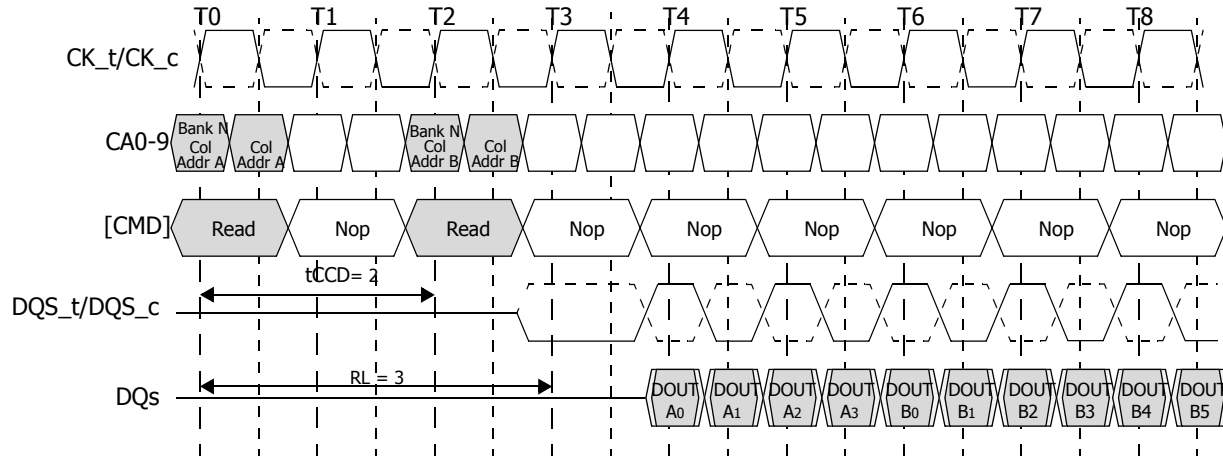 T0 T1 T2 T3 T4 T5 T6 T7 T8
CK_t/CK_c
CA0-9
Bank N
Col
Addr A
Col
Addr A
Bank N
Col
Addr B
Col
Addr B
[CMD]
Read Nop Read Nop Nop Nop Nop Nop Nop
tCCD= 2
DQS_t/DQS_c
RL = 3
DQs
DOUT DOUT DOUT DOUT DOUT DOUT DOUT DOUT DOUT DOUT
A0 A1 A2 A3 B0 B1 B2 B3 B4 B5